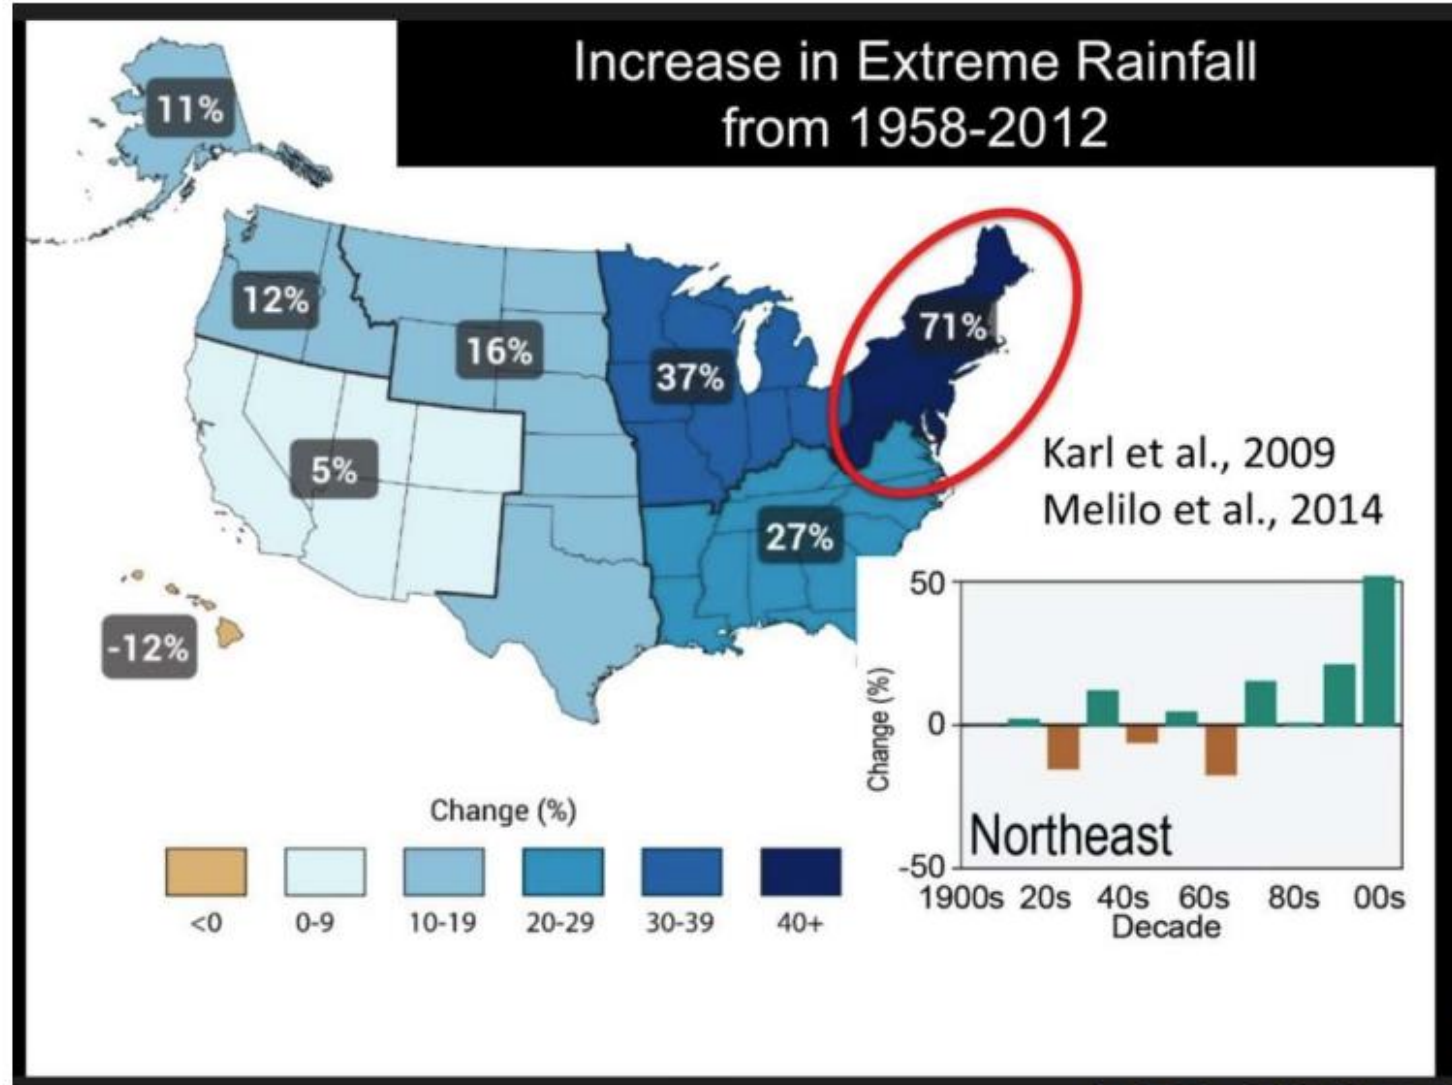 Increase in Extreme Rainfall
from 1958-2012
11%
12%
16%
37%
71%
5%
27%
-12%
Karl et al., 2009
Melilo et al., 2014
Change (%)
<0
0-9
10-19
20-29
30-39
40+
50
0
-50
Change (%)
Northeast
1900s 20s 40s 60s 80s 00s
Decade